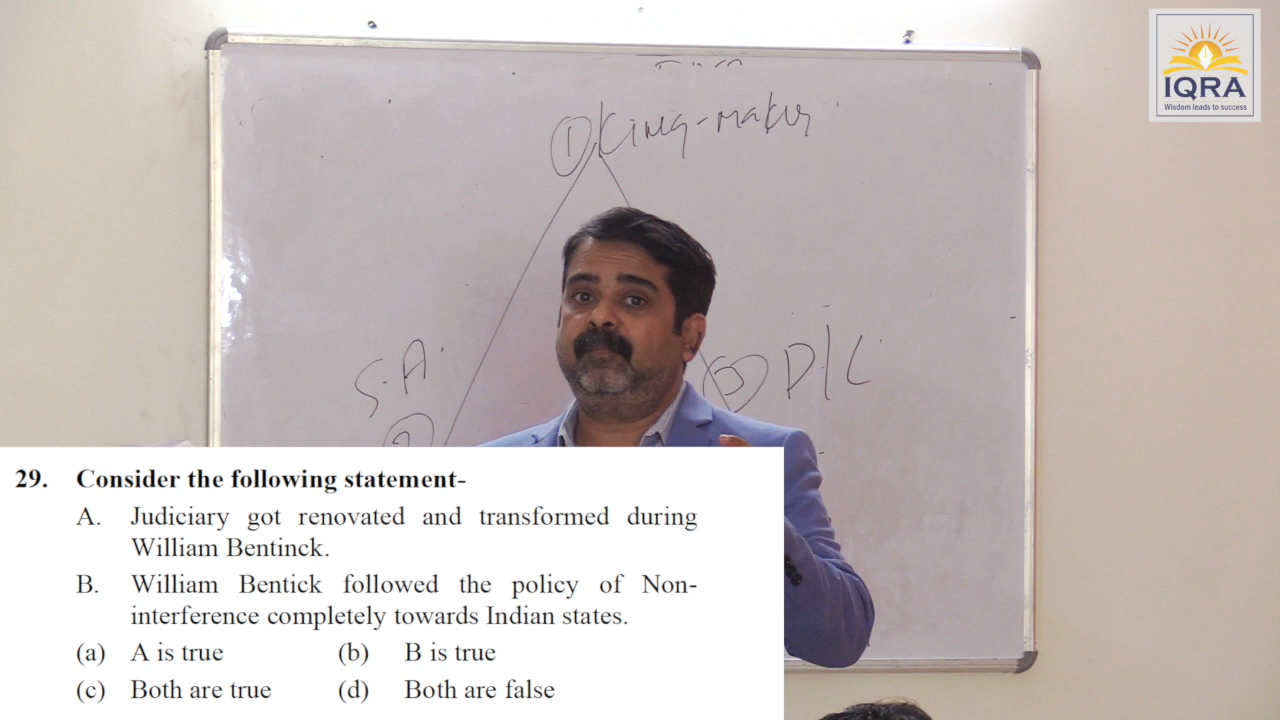 IQRA
Wisdom leads to success
① King-maker
S.A.
D/C
29. Consider the following statement-
A. Judiciary got renovated and transformed during
William Bentinck.
B. William Bentick followed the policy of Non-
interference completely towards Indian states.
(a) A is true (b) B is true
(c) Both are true (d) Both are false